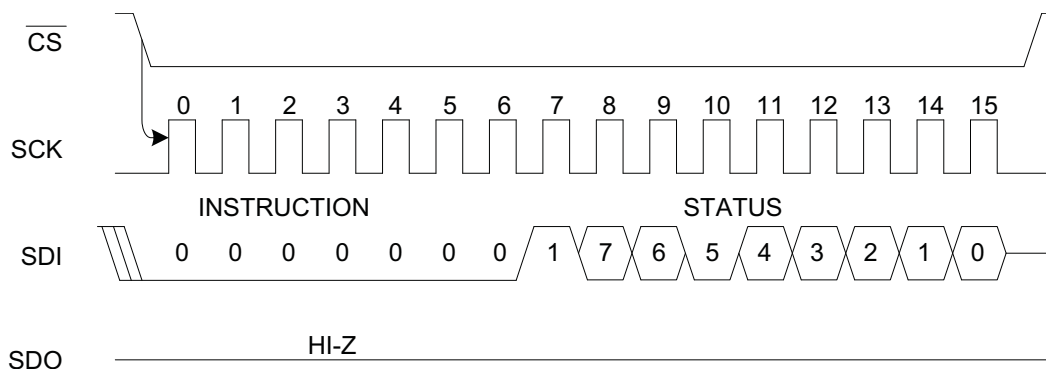 CS
0 1 2 3 4 5 6 7 8 9 10 11 12 13 14 15
SCK
INSTRUCTION STATUS
SDI 0 0 0 0 0 0 0 1 7 6 5 4 3 2 1 0
HI-Z
SDO